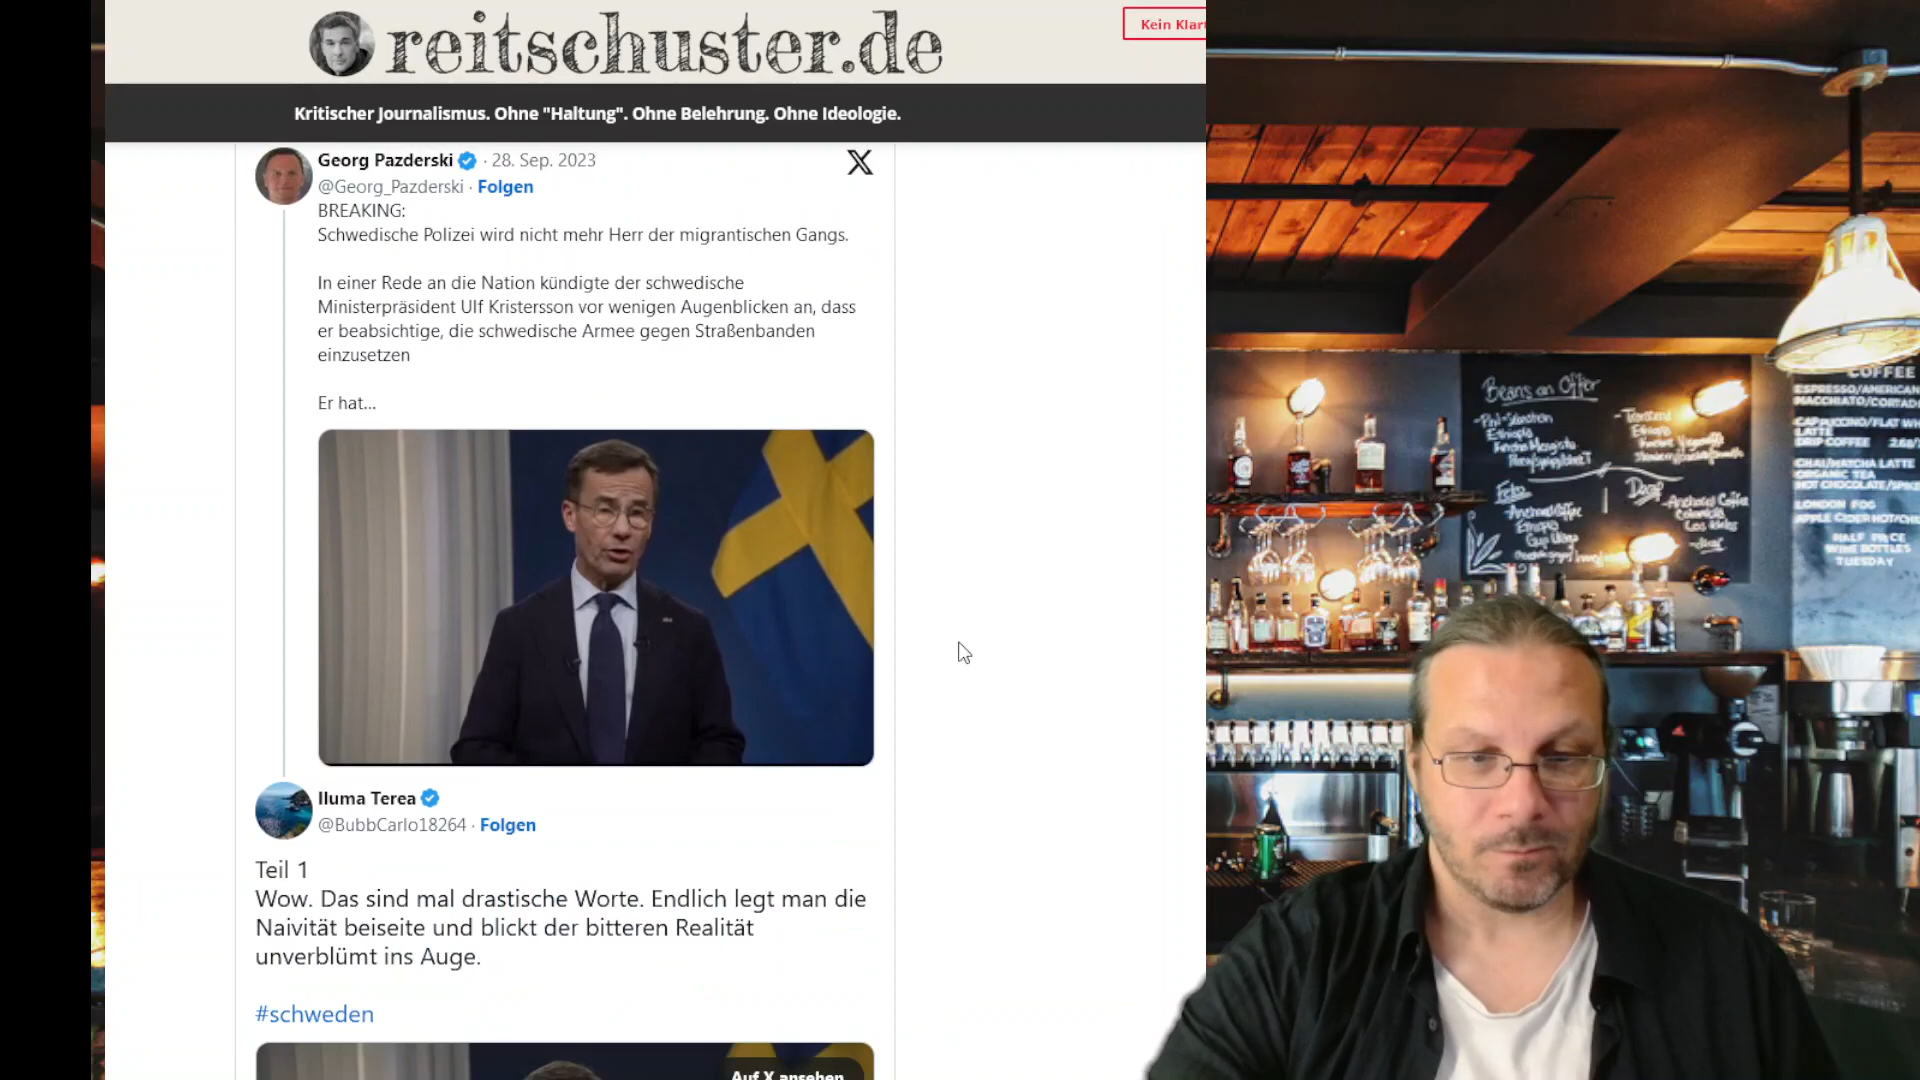 reitschuster.de
Kein Klar
Kritischer Journalismus. Ohne "Haltung". Ohne Belehrung. Ohne Ideologie.
Georg Pazderski · 28. Sep. 2023
@Georg_Pazderski · Folgen
BREAKING:
Schwedische Polizei wird nicht mehr Herr der migrantischen Gangs.
In einer Rede an die Nation kündigte der schwedische
Ministerpräsident Ulf Kristersson vor wenigen Augenblicken an, dass
er beabsichtige, die schwedische Armee gegen Straßenbanden
einzusetzen
Er hat...
Iluma Terea
@BubbCarlo18264 · Folgen
Teil 1
Wow. Das sind mal drastische Worte. Endlich legt man die
Naivität beiseite und blickt der bitteren Realität
unverblümt ins Auge.
#schweden
Auf X ansehen
Beans on Offer
Ethiopia
COFFEE
ESPRESSO/AMERICAN
MACCHIATO/CORTAD
CAPPUCCINO/FLAT WH
LATTE
DRIP COFFEE
CHAI/MATCHA LATTE
ORGANIC TEA
HOT CHOCOLATE/SPIKE
LONDON FOG
APPLE CIDER HOT/CHI
HALF PRICE
WINE BOTTLES
TUESDAY